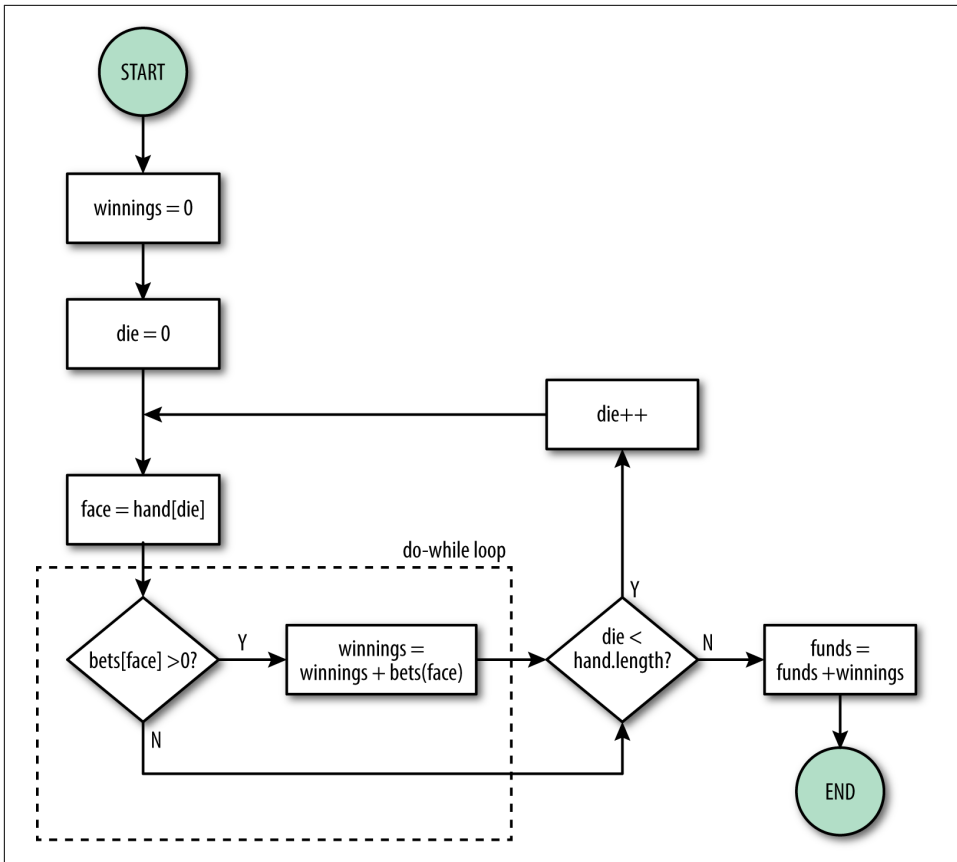 START
winnings = 0
die = 0
die++
face = hand[die]
do-while loop
bets[face] >0?
Y
winnings =
winnings + bets(face)
N
die <
hand.length?
Y
N
funds =
funds +winnings
END